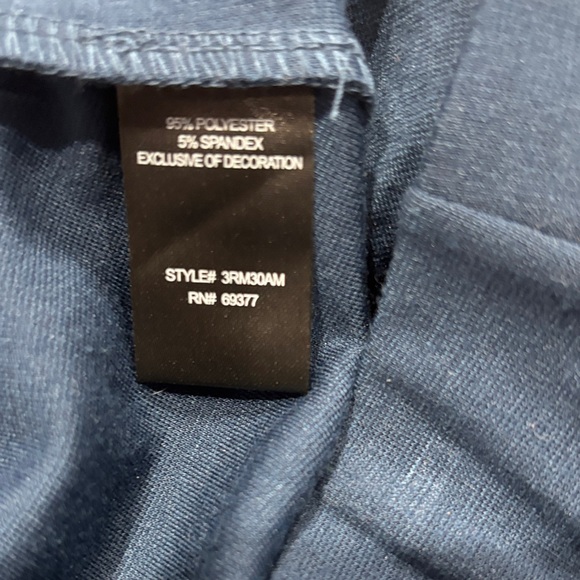 95% POLYESTER
5% SPANDEX
EXCLUSIVE OF DECORATION
STYLE# 3RM30AM
RN# 69377